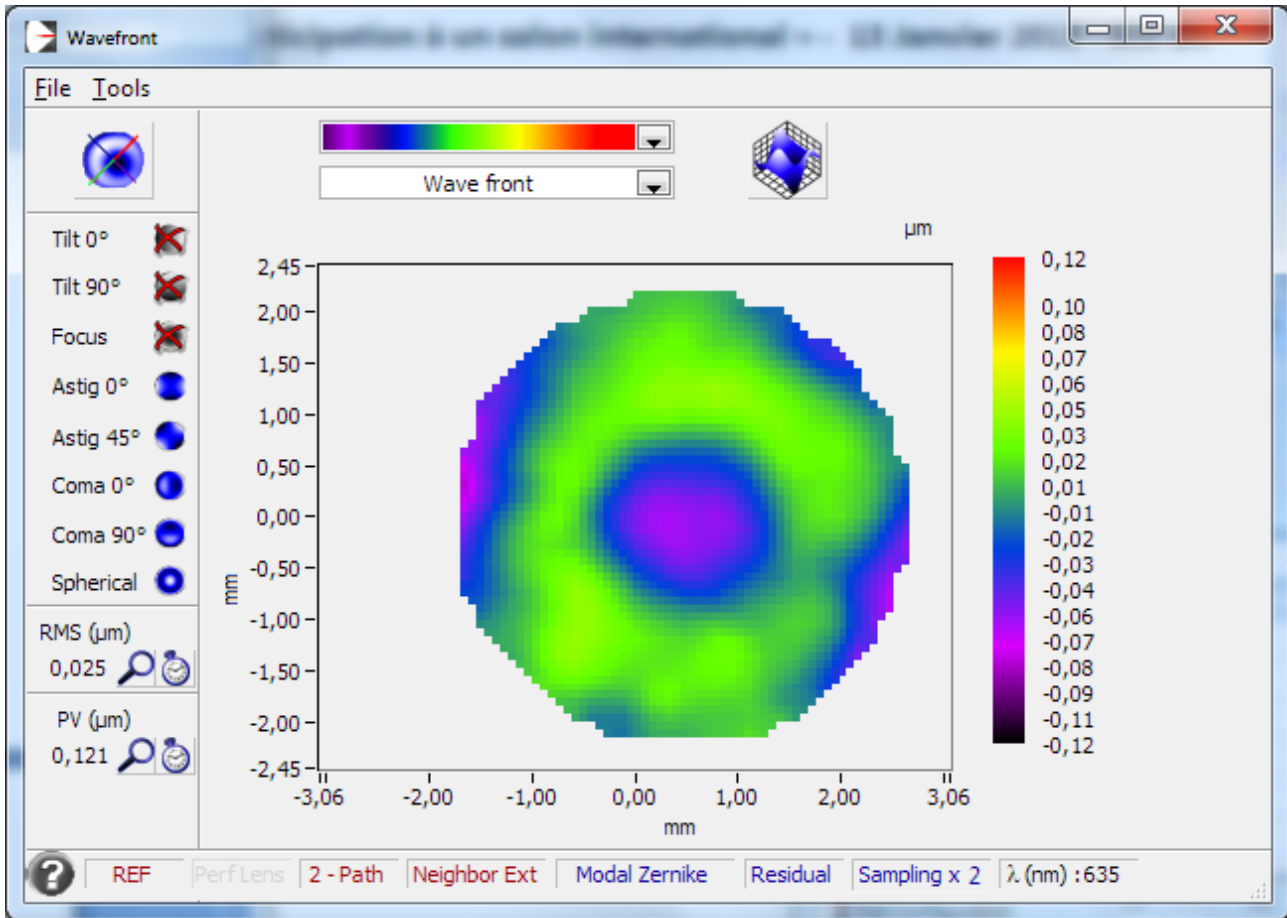 Wavefront
File Tools
Wave front
µm
Tilt 0°
Tilt 90°
Focus
Astig 0°
Astig 45°
Coma 0°
Coma 90°
Spherical
RMS (µm)
0,025
PV (µm)
0,121
2,45
2,00
1,50
1,00
0,50
0,00
-0,50
-1,00
-1,50
-2,00
-2,45
mm
-3,06 -2,00 -1,00 0,00 1,00 2,00 3,06
mm
0,12
0,10
0,08
0,07
0,06
0,05
0,03
0,02
0,01
-0,01
-0,02
-0,03
-0,04
-0,06
-0,07
-0,08
-0,09
-0,11
-0,12
? REF Perf Lens 2 - Path Neighbor Ext Modal Zernike Residual Sampling x 2 λ (nm) :635